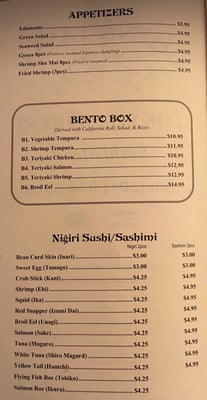 APPETIZERS
Edamame $3.95
Green Salad $4.95
Seaweed Salad $4.95
Gyoza 8pcs (Fried or steamed Japanese dumpling) $4.95
Shrimp Shu Mai 8pcs (Fried or steamed) $4.95
Fried Shrimp (3pcs) $4.95
BENTO BOX
(Served with California Roll, Salad, & Rice)
B1. Vegetable Tempura $10.95
B2. Shrimp Tempura $11.95
B3. Teriyaki Chicken $10.95
B4. Teriyaki Salmon $12.95
B5. Teriyaki Shrimp $12.95
B6. Broil Eel $14.95
Nigiri Sushi/Sashimi
Nigiri 2pcs Sashimi 3pcs
Bean Curd Skin (Inari) $3.00 $3.00
Sweet Egg (Tamago) $3.00 $3.00
Crab Stick (Kani) $4.25 $4.95
Shrimp (Ebi) $4.25 $4.95
Squid (Ika) $4.25 $4.95
Red Snapper (Izumi Dai) $4.25 $4.95
Broil Eel (Unagi) $4.25 $4.95
Salmon (Sake) $4.25 $4.95
Tuna (Maguro) $4.25 $4.95
White Tuna (Shiro Maguro) $4.25 $4.95
Yellow Tail (Hamachi) $4.25 $4.95
Flying Fish Roe (Tobiko) $4.25
Salmon Roe (Ikura) $4.25